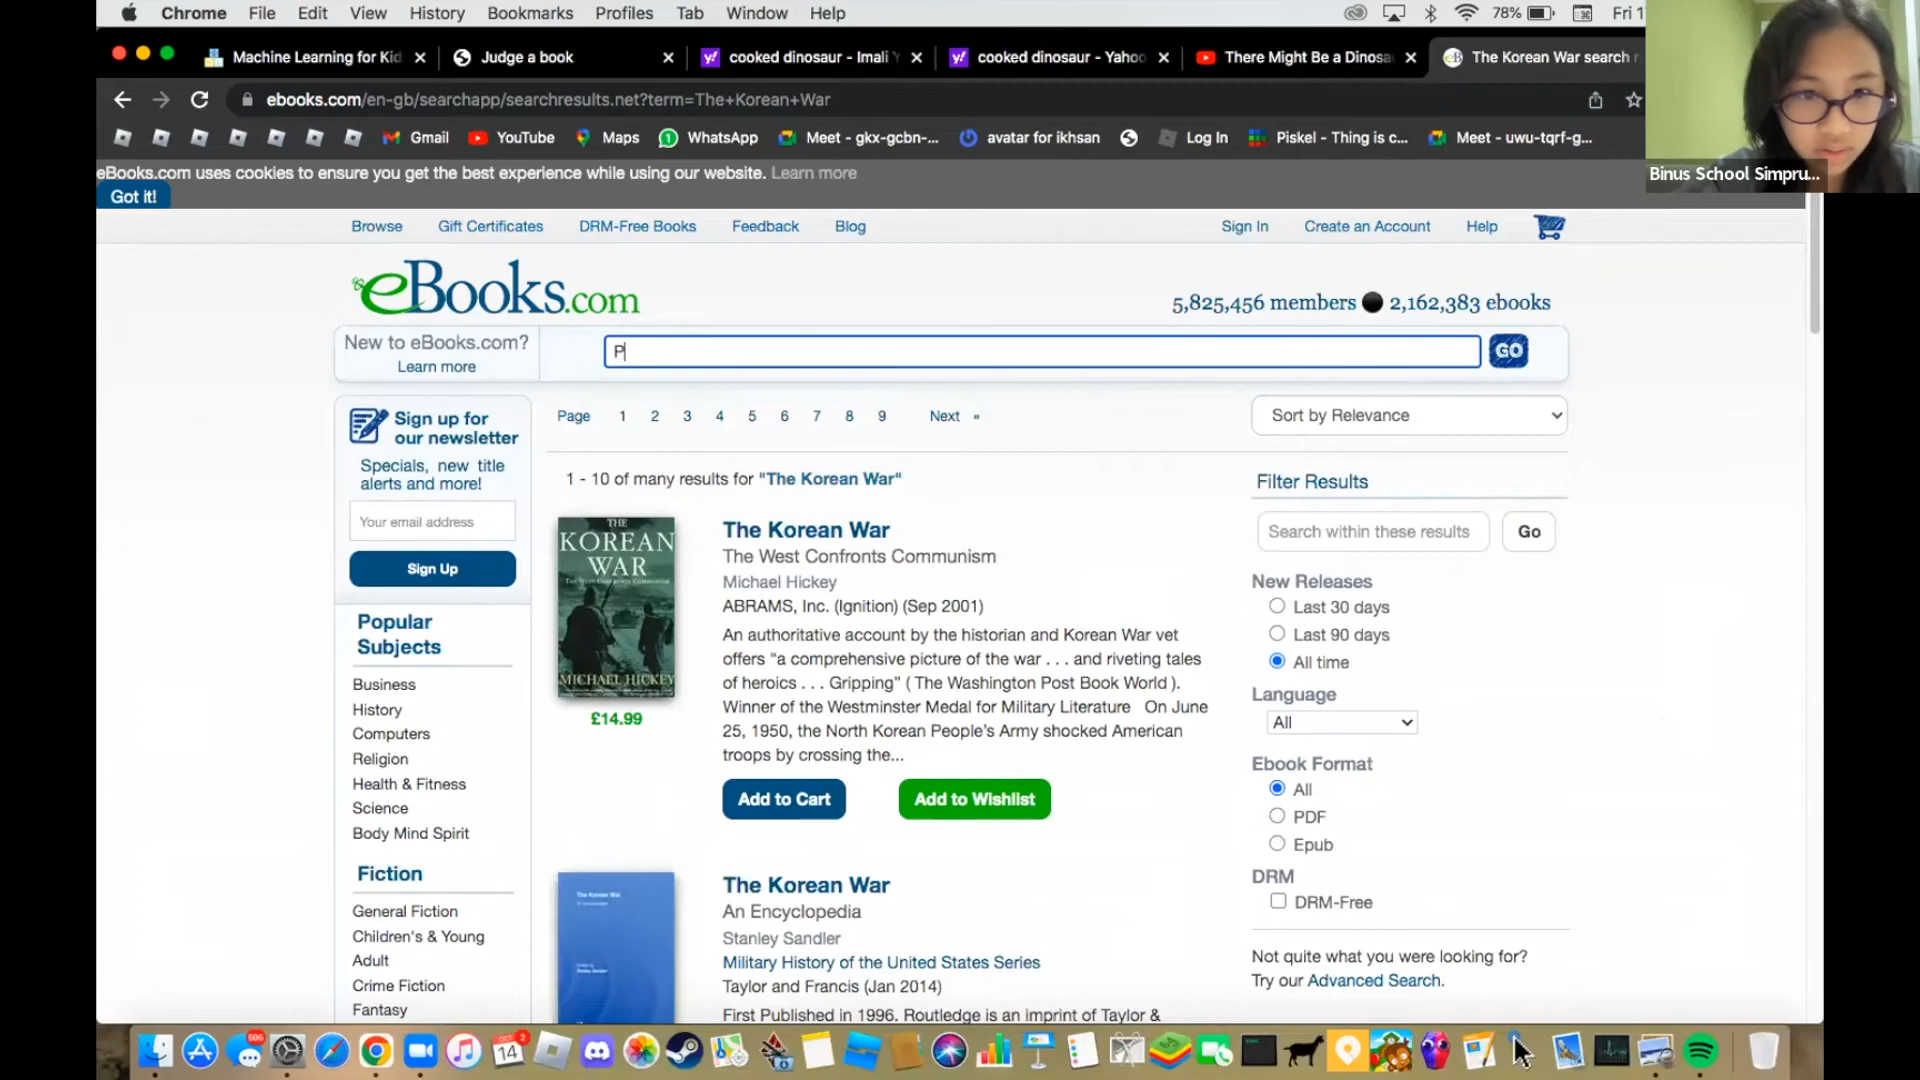 Chrome File Edit View History Bookmarks Profiles Tab Window Help 78% Fri 1
Machine Learning for Kid Judge a book cooked dinosaur - Imali Y cooked dinosaur - Yahoo There Might Be a Dinosa The Korean War search r
ebooks.com/en-gb/searchapp/searchresults.net?term=The+Korean+War
Gmail YouTube Maps WhatsApp Meet - gkx-gcbn-... avatar for ikhsan Log In Piskel - Thing is c... Meet - uwu-tqrf-g...
Binus School Simpru...
eBooks.com uses cookies to ensure you get the best experience while using our website. Learn more
Got it!
Browse Gift Certificates DRM-Free Books Feedback Blog Sign In Create an Account Help
eBooks.com
5,825,456 members 2,162,383 ebooks
New to eBooks.com?
Learn more
P
GO
Sign up for
our newsletter
Specials, new title
alerts and more!
Your email address
Sign Up
Popular
Subjects
Business
History
Computers
Religion
Health & Fitness
Science
Body Mind Spirit
Fiction
General Fiction
Children's & Young
Adult
Crime Fiction
Fantasy
Page 1 2 3 4 5 6 7 8 9 Next »
Sort by Relevance
1 - 10 of many results for "The Korean War"
THE
KOREAN
WAR
The West Confronts Communism
MICHAEL HICKEY
£14.99
The Korean War
The West Confronts Communism
Michael Hickey
ABRAMS, Inc. (Ignition) (Sep 2001)
An authoritative account by the historian and Korean War vet
offers “a comprehensive picture of the war . . . and riveting tales
of heroics . . . Gripping” ( The Washington Post Book World ).
Winner of the Westminster Medal for Military Literature On June
25, 1950, the North Korean People’s Army shocked American
troops by crossing the...
Add to Cart Add to Wishlist
The Korean War
The Korean War
An Encyclopedia
Stanley Sandler
Military History of the United States Series
Taylor and Francis (Jan 2014)
First Published in 1996. Routledge is an imprint of Taylor &
Filter Results
Search within these results Go
New Releases
Last 30 days
Last 90 days
All time
Language
All
Ebook Format
All
PDF
Epub
DRM
DRM-Free
Not quite what you were looking for?
Try our Advanced Search.
696
OCT
14
2